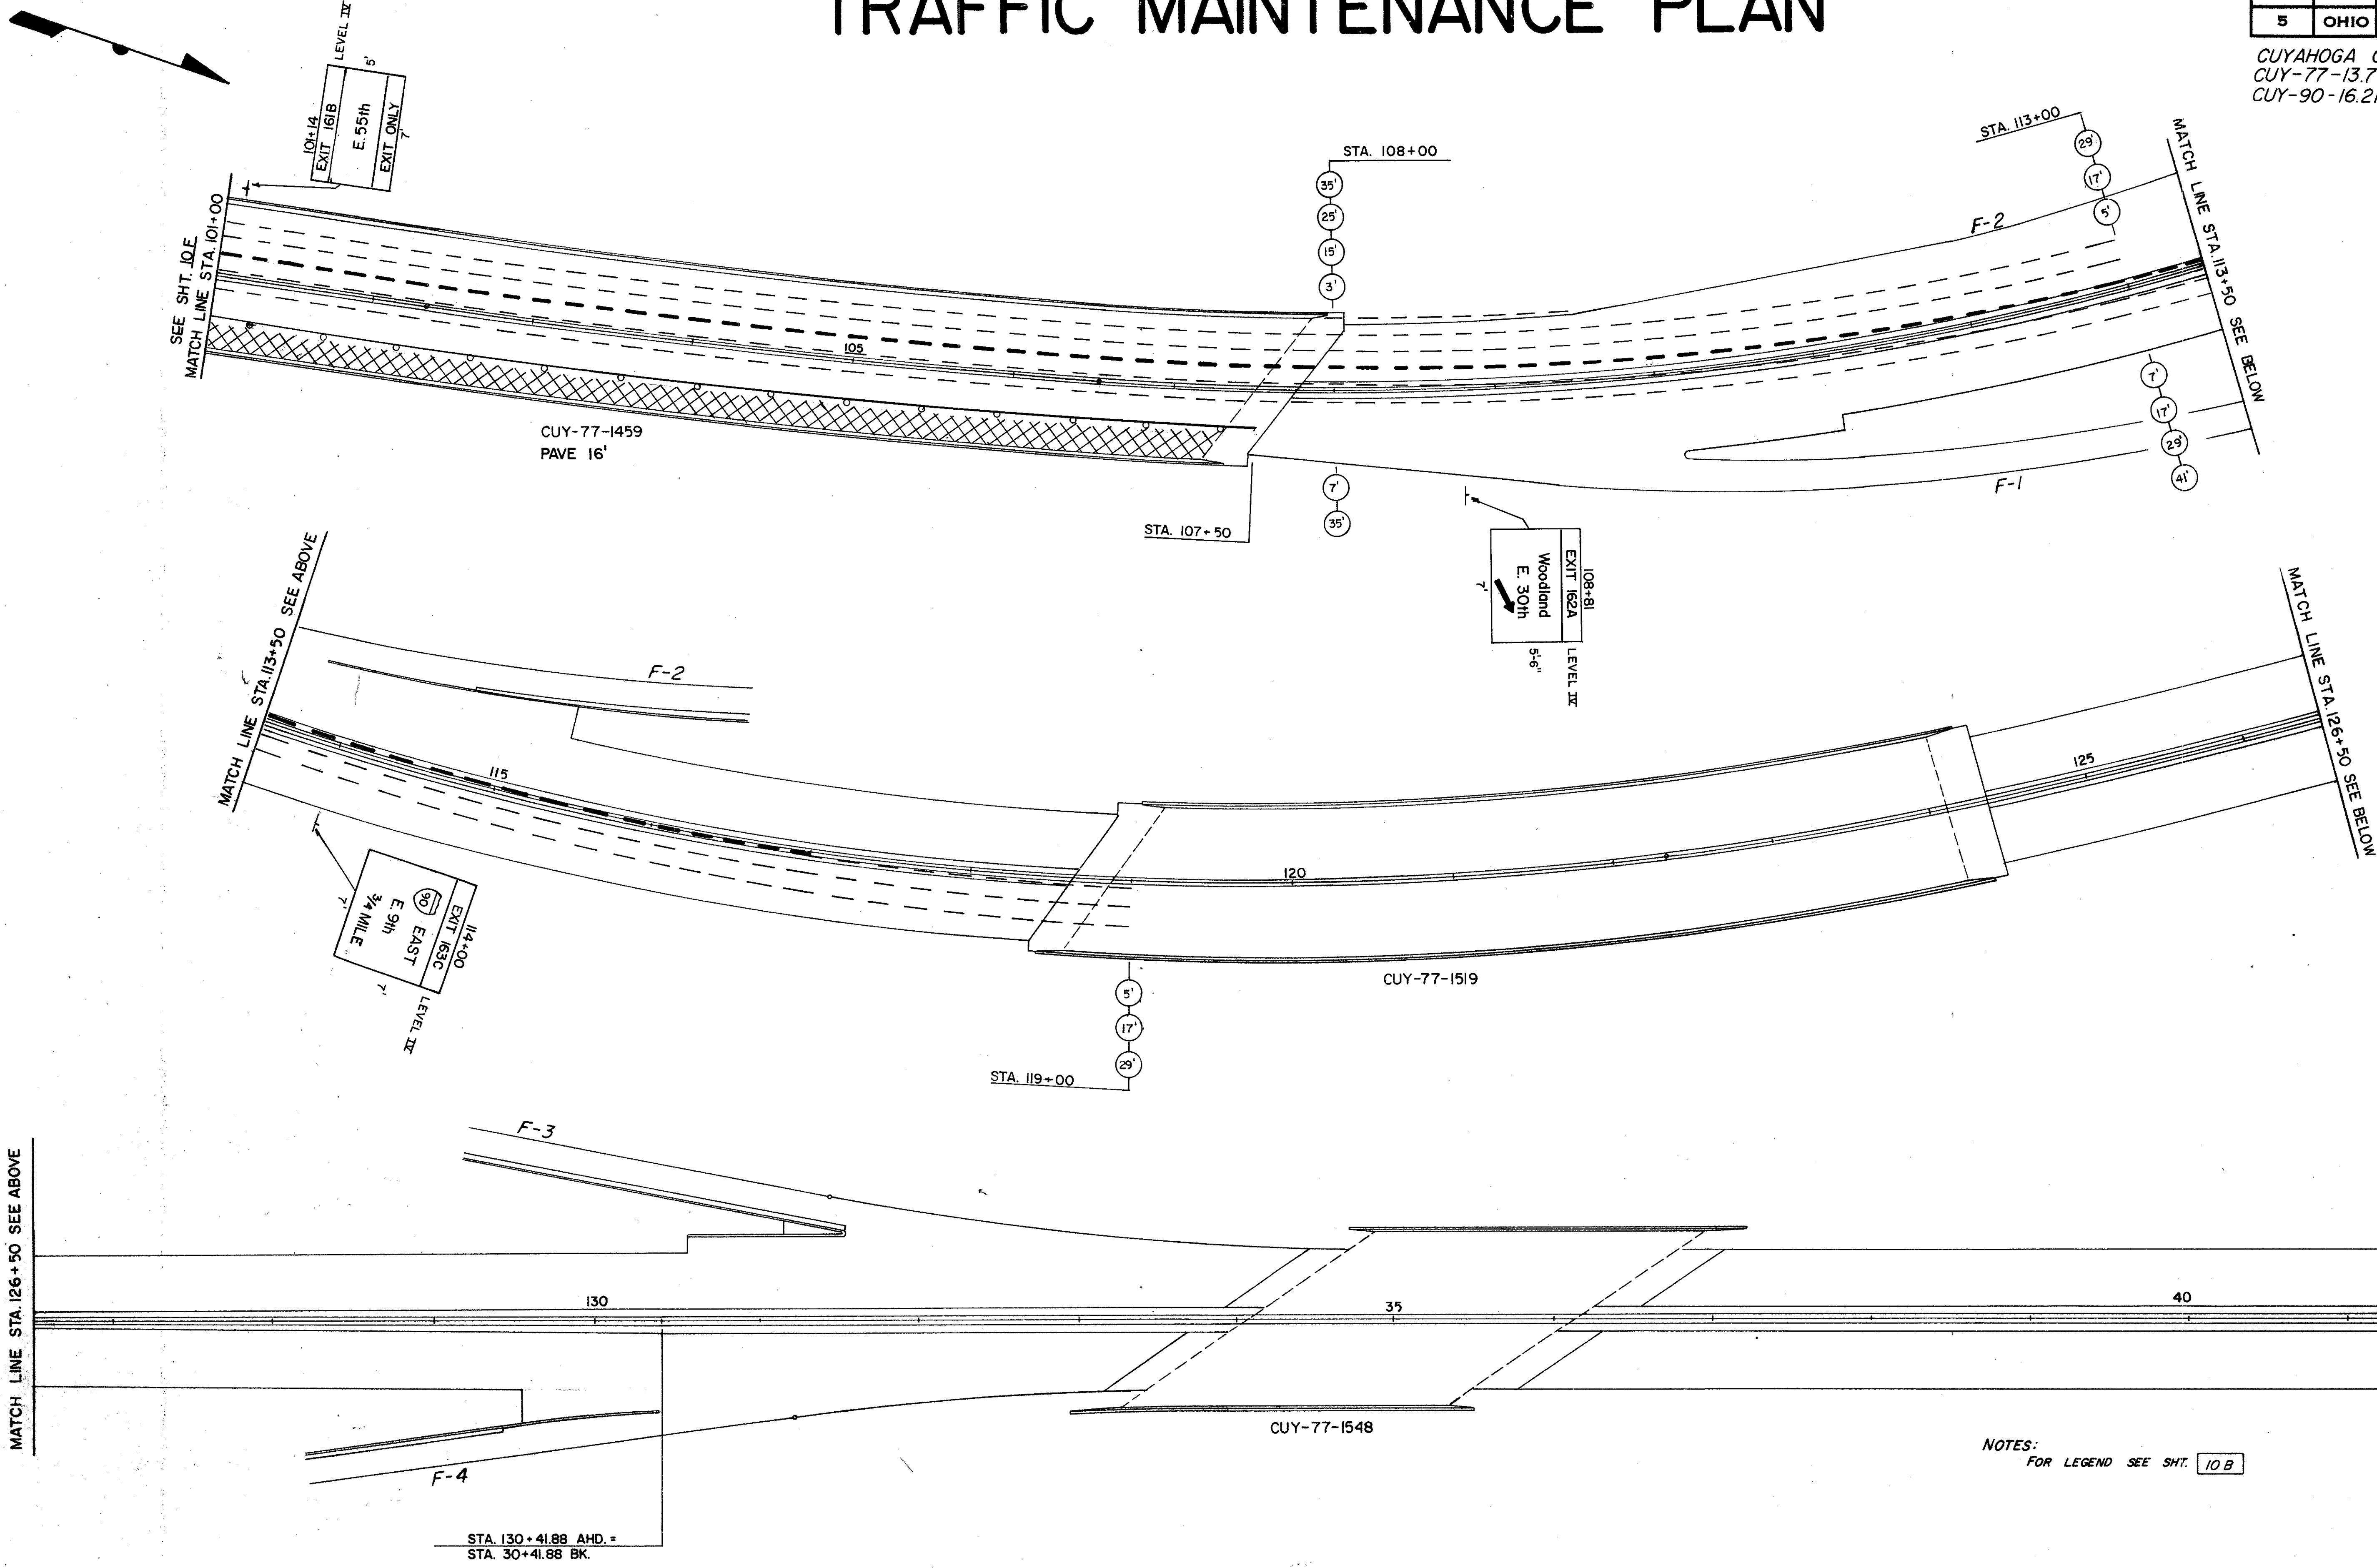 TRAFFIC MAINTENANCE PLAN
5 OHIO
CUYAHOGA
CUY-77-13.7
CUY-90-16.21
LEVEL IV
5'
101+14
EXIT 161B
E. 55th
EXIT ONLY
7'
SEE SHT. 10F
MATCH LINE STA. 101+00
STA. 108+00
35'
25'
15'
3'
STA. 113+00
29'
17'
5'
F-2
MATCH LINE STA. 113+50 SEE BELOW
105
CUY-77-1459
PAVE 16'
STA. 107+50
7'
35'
7'
17'
29'
41'
F-1
108+81
EXIT 162A
Woodland
E. 30th
7'
5'-6"
LEVEL IV
MATCH LINE STA. 113+50 SEE ABOVE
F-2
115
120
125
MATCH LINE STA. 126+50 SEE BELOW
114+00
EXIT 163C
90 EAST
E. 9th
3/4 MILE
7'
7'
LEVEL IV
5'
17'
29'
STA. 119+00
CUY-77-1519
MATCH LINE STA. 126+50 SEE ABOVE
F-3
130
35
40
F-4
CUY-77-1548
STA. 130+41.88 AHD. =
STA. 30+41.88 BK.
NOTES:
FOR LEGEND SEE SHT. 10 B